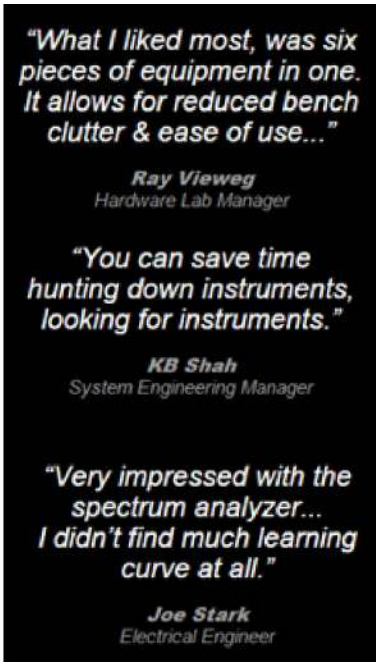 “What I liked most, was six
pieces of equipment in one.
It allows for reduced bench
clutter & ease of use...”
Ray Vieweg
Hardware Lab Manager
“You can save time
hunting down instruments,
looking for instruments.”
KB Shah
System Engineering Manager
“Very impressed with the
spectrum analyzer...
I didn’t find much learning
curve at all.”
Joe Stark
Electrical Engineer